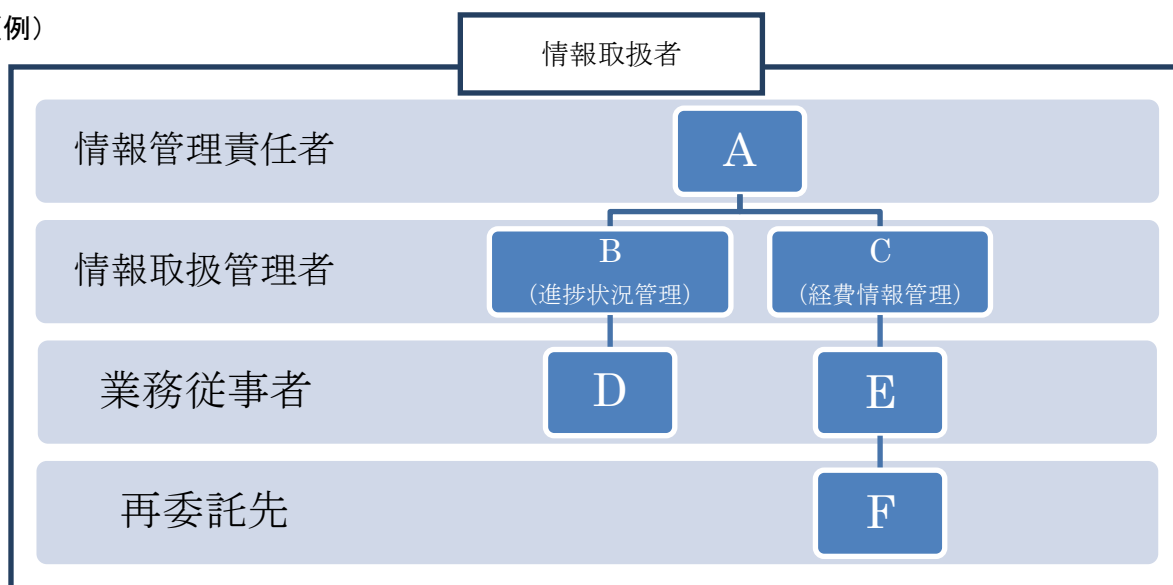 例）
情報取扱者
情報管理責任者
A
情報取扱管理者
B
（進捗状況管理）
C
（経費情報管理）
業務従事者
D
E
再委託先
F